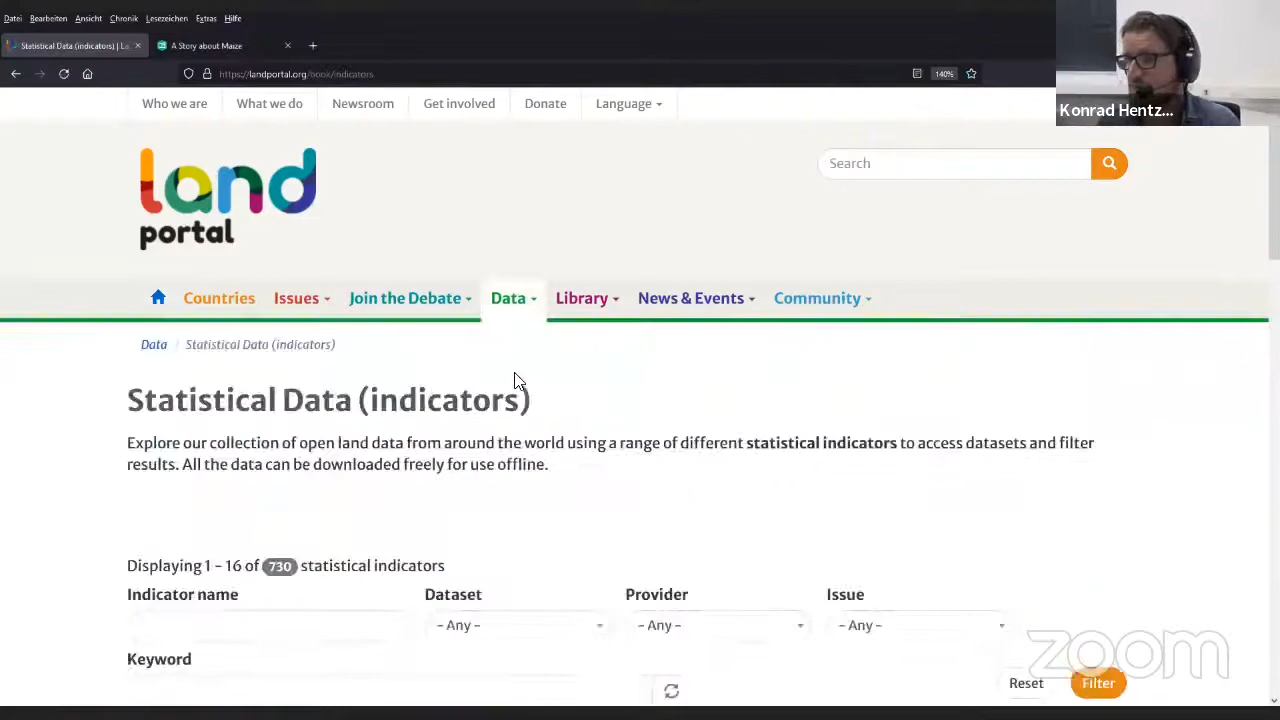 Datei Bearbeiten Ansicht Chronik Lesezeichen Extras Hilfe
Statistical Data (indicators) | La
A Story about Maize
https://landportal.org/book/indicators
140%
Konrad Hentz...
Who we are What we do Newsroom Get involved Donate Language
land
portal
Search
Countries Issues Join the Debate Data Library News & Events Community
Data / Statistical Data (indicators)
Statistical Data (indicators)
Explore our collection of open land data from around the world using a range of different statistical indicators to access datasets and filter
results. All the data can be downloaded freely for use offline.
Displaying 1 - 16 of 730 statistical indicators
Indicator name Dataset Provider Issue
- Any - - Any - - Any -
Keyword
Reset Filter
zoom